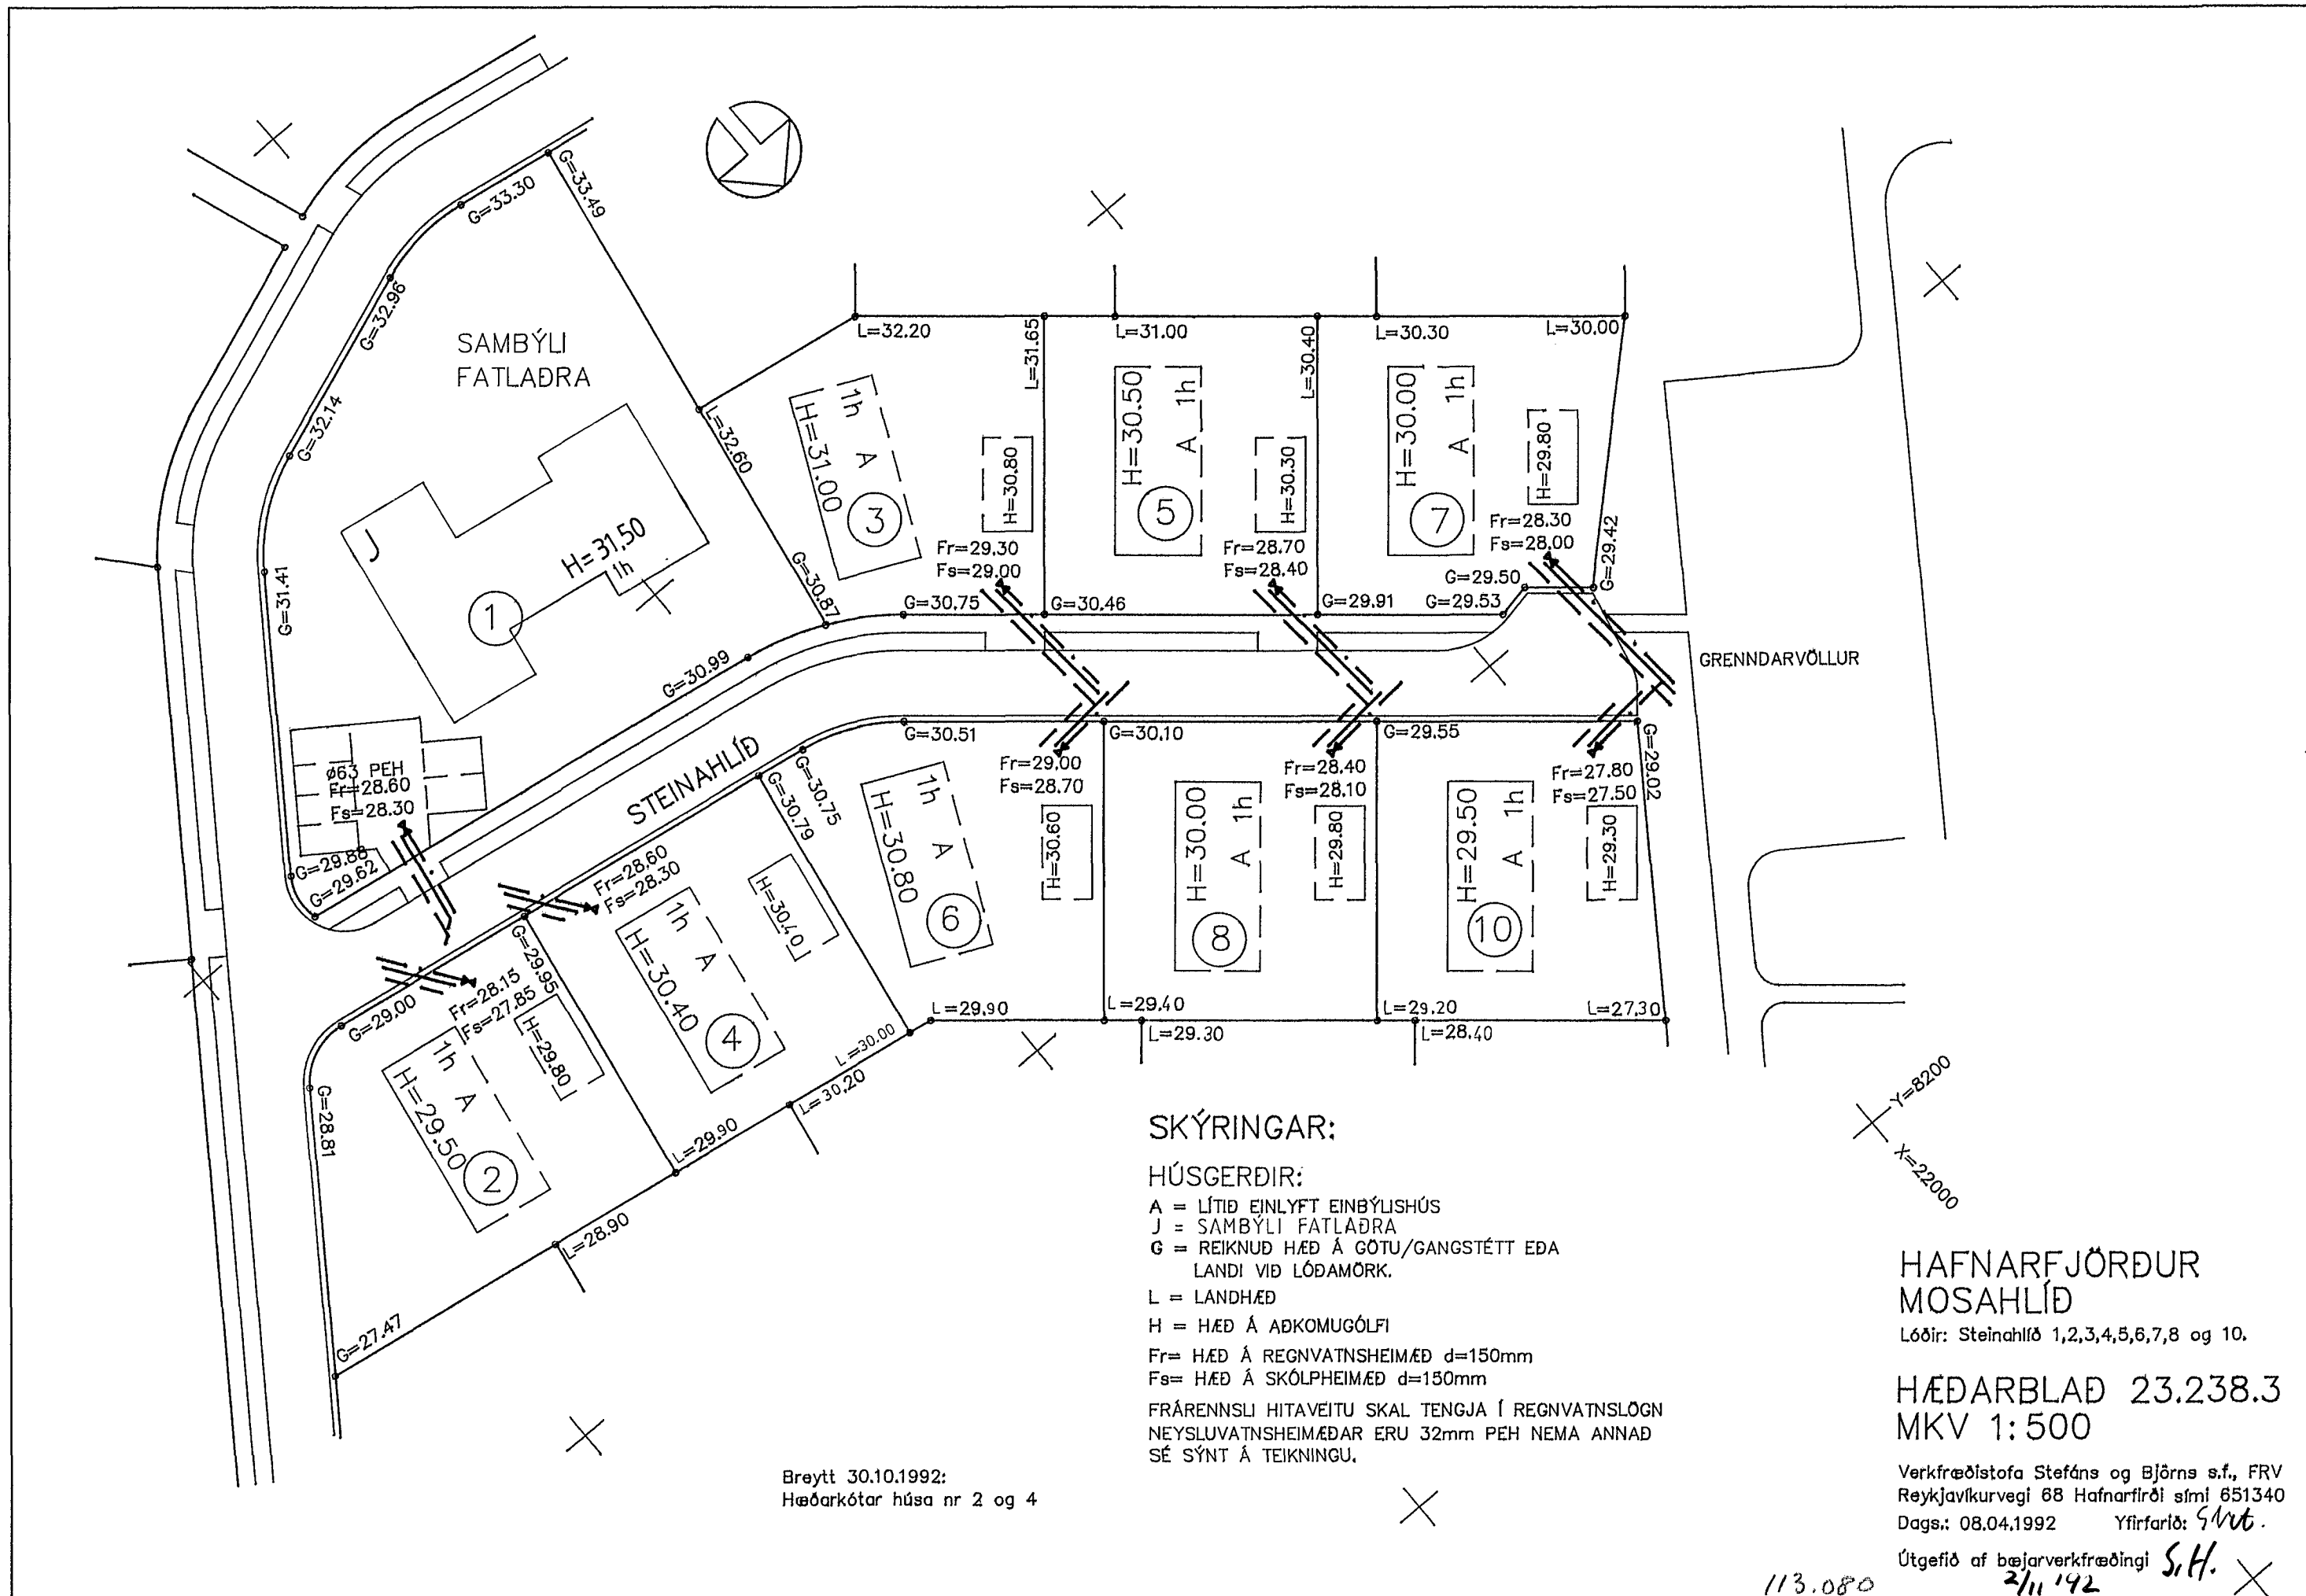 G=33.49
G=33.30
G=32.96
SAMBÝLI
FATLAÐRA
G=32.14
L=32.20
L=31.65
L=31.00
L=30.40
L=30.30
L=30.00
L=32.60
1h
A
H=31.00
3
H=30.80
H=30.50
A 1h
5
H=30.30
H=30.00
A 1h
7
H=29.80
J
H=31,50
1h
1
G=31.41
G=30.87
Fr=29.30
Fs=29.00
Fr=28.70
Fs=28.40
Fr=28.30
Fs=28.00
G=29.42
G=29.50
G=30.75
G=30.46
G=29.91
G=29.53
G=30.99
GRENNDARVÖLLUR
STEINAHLÍÐ
G=30.51
G=30.10
G=29.55
G=29.02
ø63 PEH
Fr=28.60
Fs=28.30
G=30.75
G=30.79
Fr=29.00
Fs=28.70
Fr=28.40
Fs=28.10
Fr=27.80
Fs=27.50
G=29.88
G=29.62
Fr=28.60
Fs=28.30
1h
A
H=30.80
6
H=30.60
H=30.00
A 1h
8
H=29.80
H=29.50
A 1h
10
H=29.30
H=30.40
1h
A
H=30.40
4
G=29.95
G=29.00
Fr=28.15
Fs=27.85
H=29.80
1h
A
H=29.50
2
G=28.81
L=29.90
L=29.40
L=29.30
L=29.20
L=28.40
L=27.30
L=30.00
L=30.20
L=29.90
L=28.90
G=27.47
Y=8200
X=22000
SKÝRINGAR:
HÚSGERÐIR:
A = LÍTIÐ EINLYFT EINBÝLISHÚS
J = SAMBÝLI FATLAÐRA
G = REIKNUÐ HÆÐ Á GÖTU/GANGSTÉTT EÐA
LANDI VIÐ LÓÐAMÖRK.
L = LANDHÆÐ
H = HÆÐ Á AÐKOMUGÓLFI
Fr= HÆÐ Á REGNVATNSHEIMÆÐ d=150mm
Fs= HÆÐ Á SKÓLPHEIMÆÐ d=150mm
FRÁRENNSLI HITAVEITU SKAL TENGJA Í REGNVATNSLÖGN
NEYSLUVATNSHEIMÆÐAR ERU 32mm PEH NEMA ANNAÐ
SÉ SÝNT Á TEIKNINGU.
Breytt 30.10.1992:
Hæðarkótar húsa nr 2 og 4
HAFNARFJÖRÐUR
MOSAHLÍÐ
Lóðir: Steinahlíð 1,2,3,4,5,6,7,8 og 10.
HÆÐARBLAÐ 23.238.3
MKV 1:500
Verkfræðistofa Stefáns og Björns s.f., FRV
Reykjavíkurvegi 68 Hafnarfirði sími 651340
Dags.: 08.04.1992 Yfirfarið:
Útgefið af bæjarverkfræðingi S.H.
2/11 '92
113.080